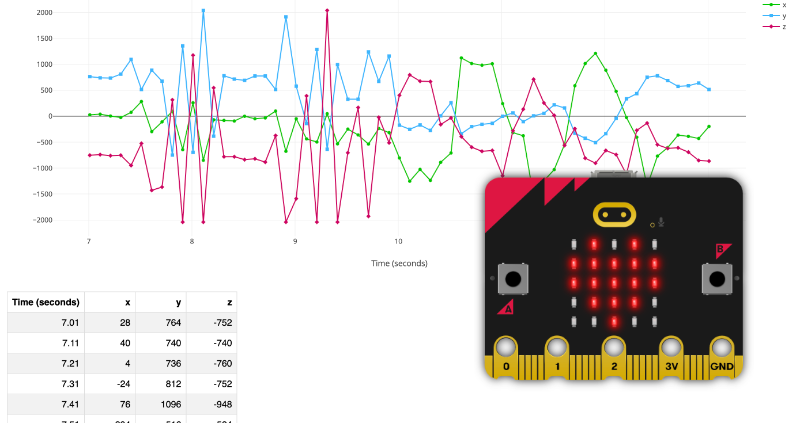 x
y
z
2000
1500
1000
500
0
−500
−1000
−1500
−2000
7
8
9
10
Time (seconds)
Time (seconds) x y z
7.01 28 764 -752
7.11 40 740 -740
7.21 4 736 -760
7.31 -24 812 -752
7.41 76 1096 -948
B
A
0 1 2 3V GND